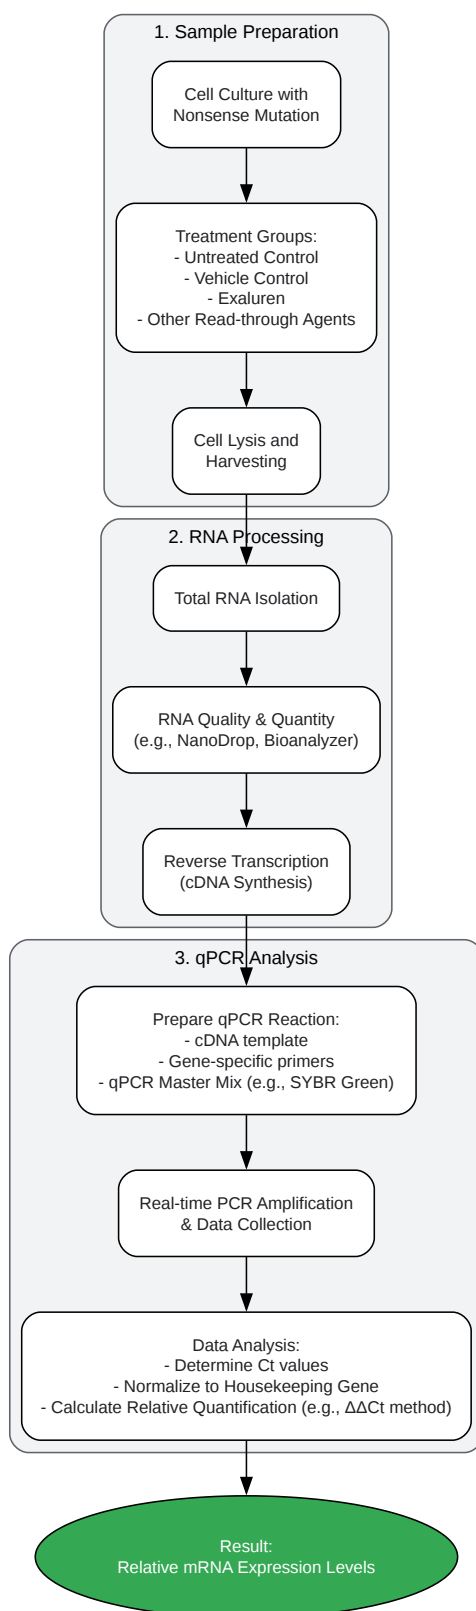 1. Sample Preparation
Cell Culture with
Nonsense Mutation
Treatment Groups:
- Untreated Control
- Vehicle Control
- Exaluren
- Other Read-through Agents
Cell Lysis and
Harvesting
2. RNA Processing
Total RNA Isolation
RNA Quality & Quantity
(e.g., NanoDrop, Bioanalyzer)
Reverse Transcription
(cDNA Synthesis)
3. qPCR Analysis
Prepare qPCR Reaction:
- cDNA template
- Gene-specific primers
- qPCR Master Mix (e.g., SYBR Green)
Real-time PCR Amplification
& Data Collection
Data Analysis:
- Determine Ct values
- Normalize to Housekeeping Gene
- Calculate Relative Quantification (e.g., ΔΔCt method)
Result:
Relative mRNA Expression Levels